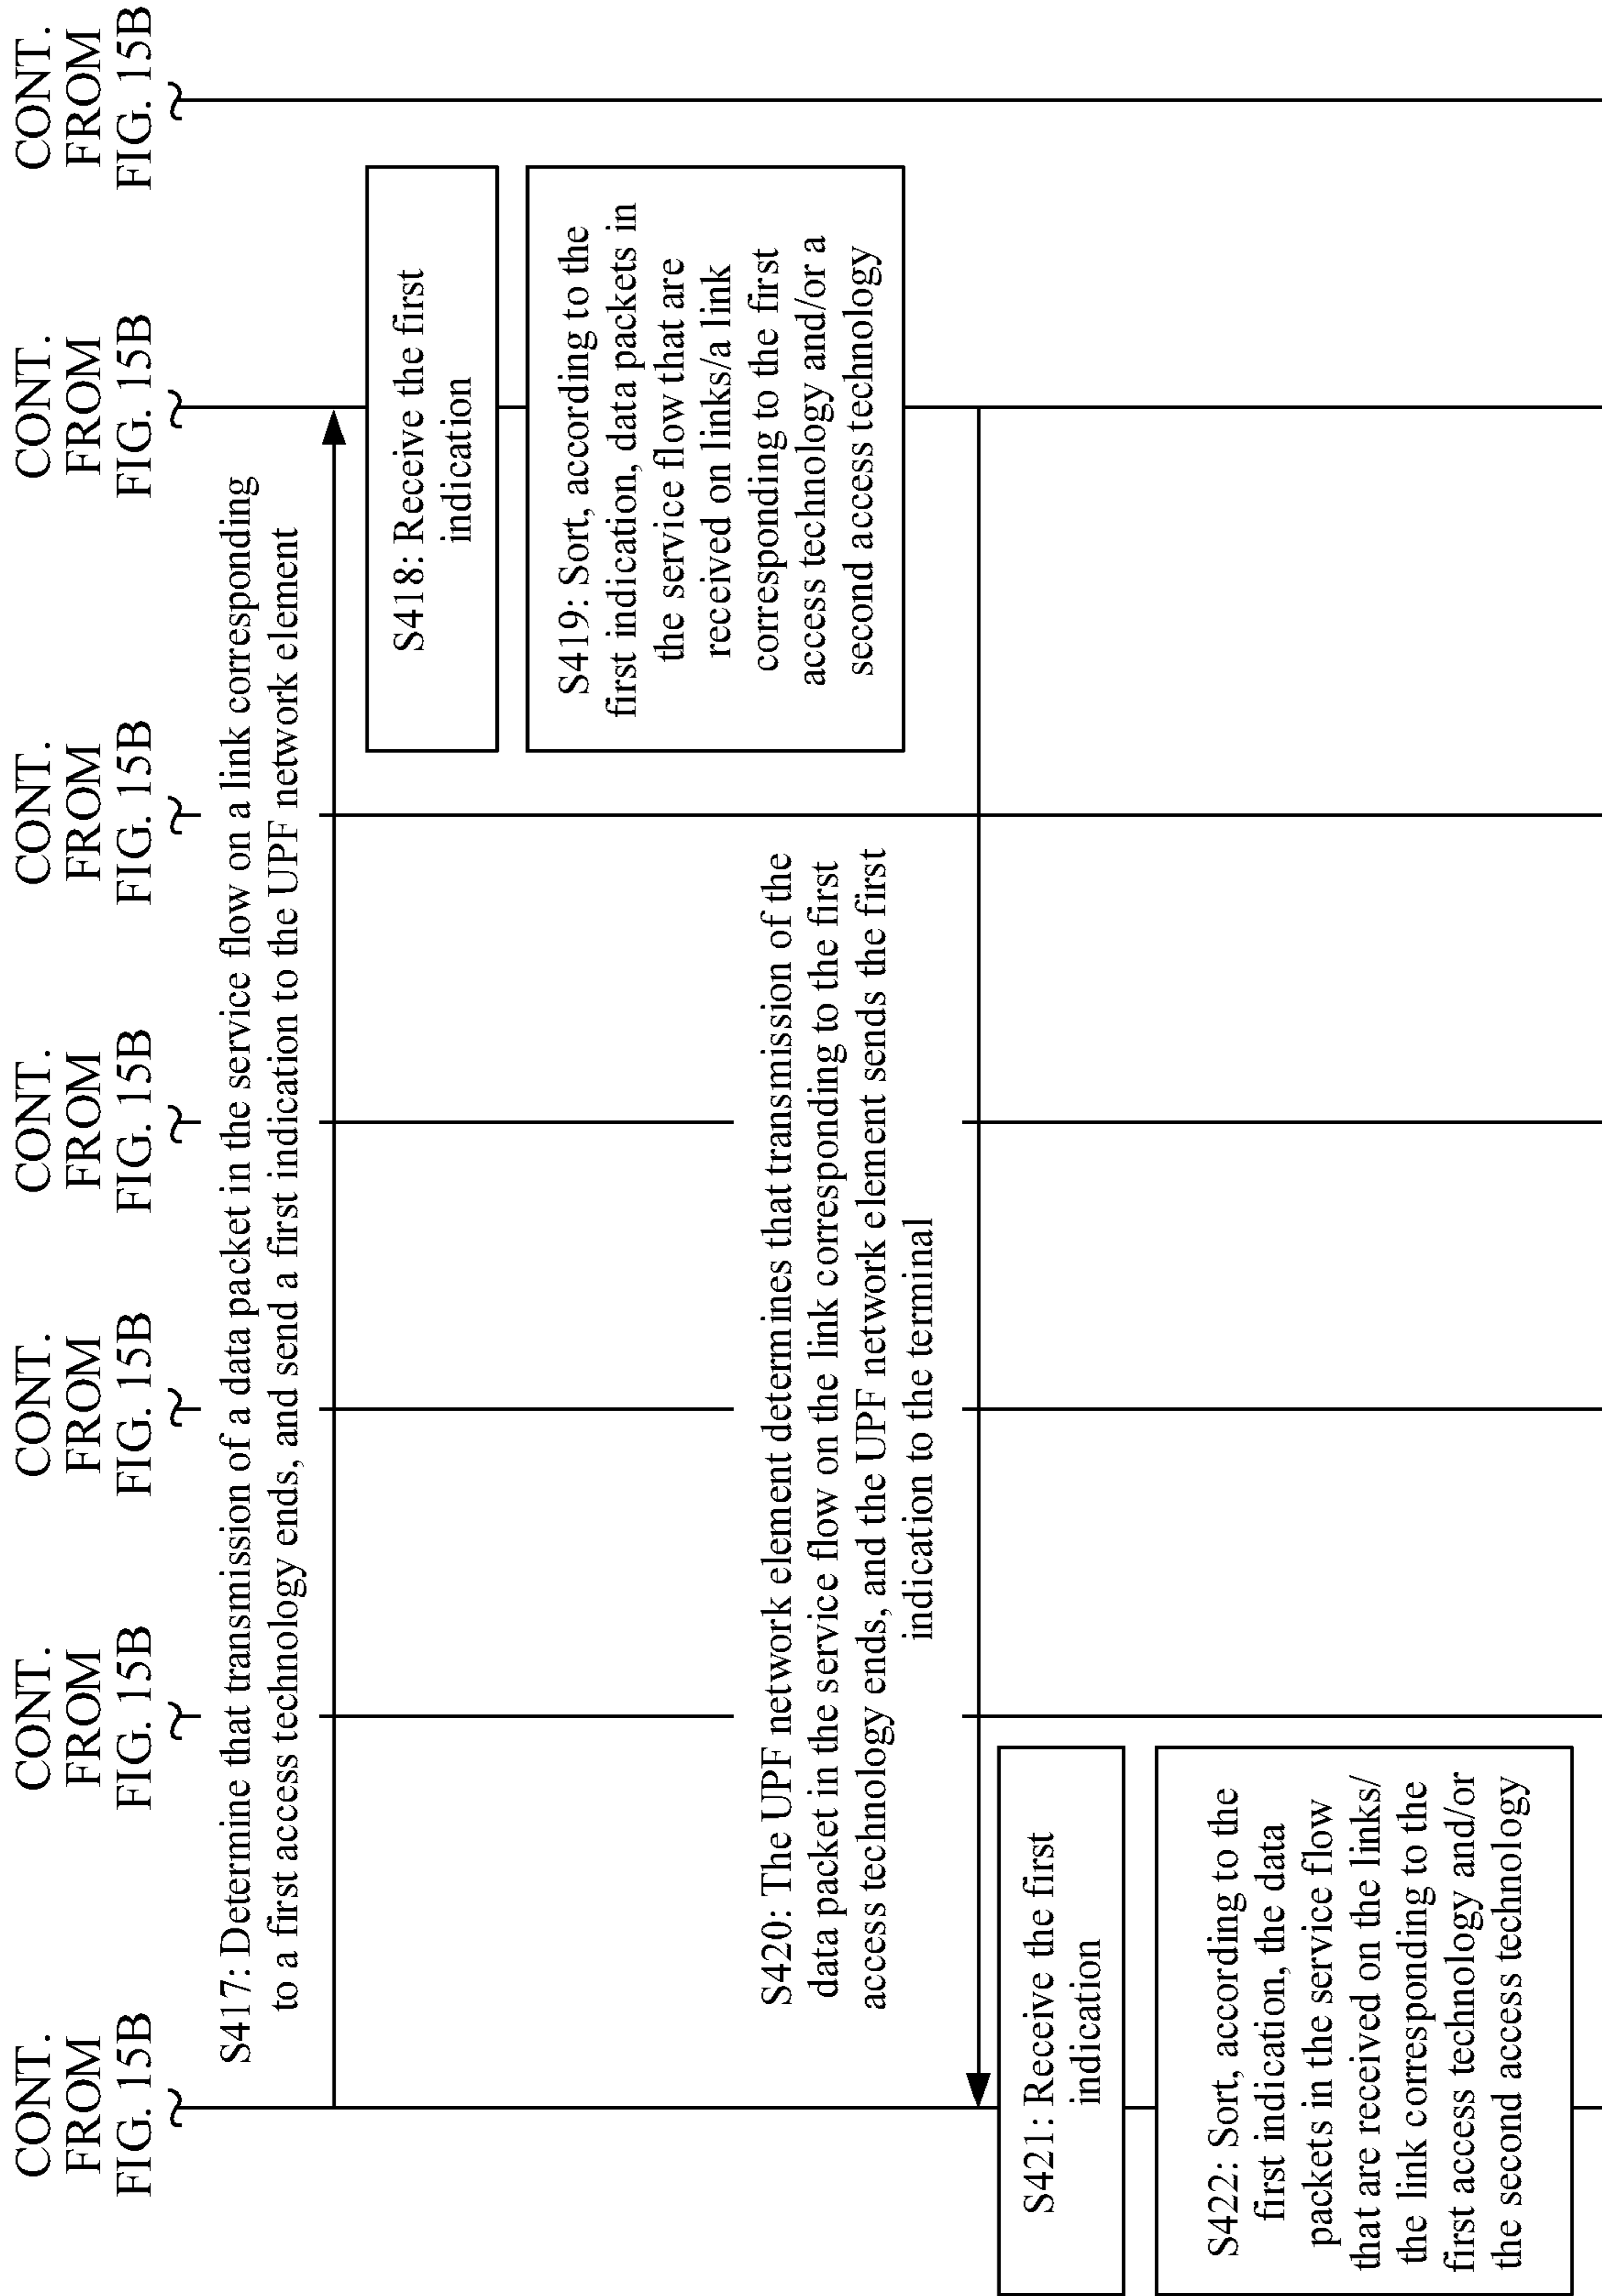 CONT.
FROM
FIG. 15B
CONT.
FROM
FIG. 15B
CONT.
FROM
FIG. 15B
CONT.
FROM
FIG. 15B
CONT.
FROM
FIG. 15B
CONT.
FROM
FIG. 15B
CONT.
FROM
FIG. 15B
S417: Determine that transmission of a data packet in the service flow on a link corresponding
to a first access technology ends, and send a first indication to the UPF network element
S418: Receive the first
indication
S419: Sort, according to the
first indication, data packets in
the service flow that are
received on links/a link
corresponding to the first
access technology and/or a
second access technology
S420: The UPF network element determines that transmission of the
data packet in the service flow on the link corresponding to the first
access technology ends, and the UPF network element sends the first
indication to the terminal
S421: Receive the first
indication
S422: Sort, according to the
first indication, the data
packets in the service flow
that are received on the links/
the link corresponding to the
first access technology and/or
the second access technology